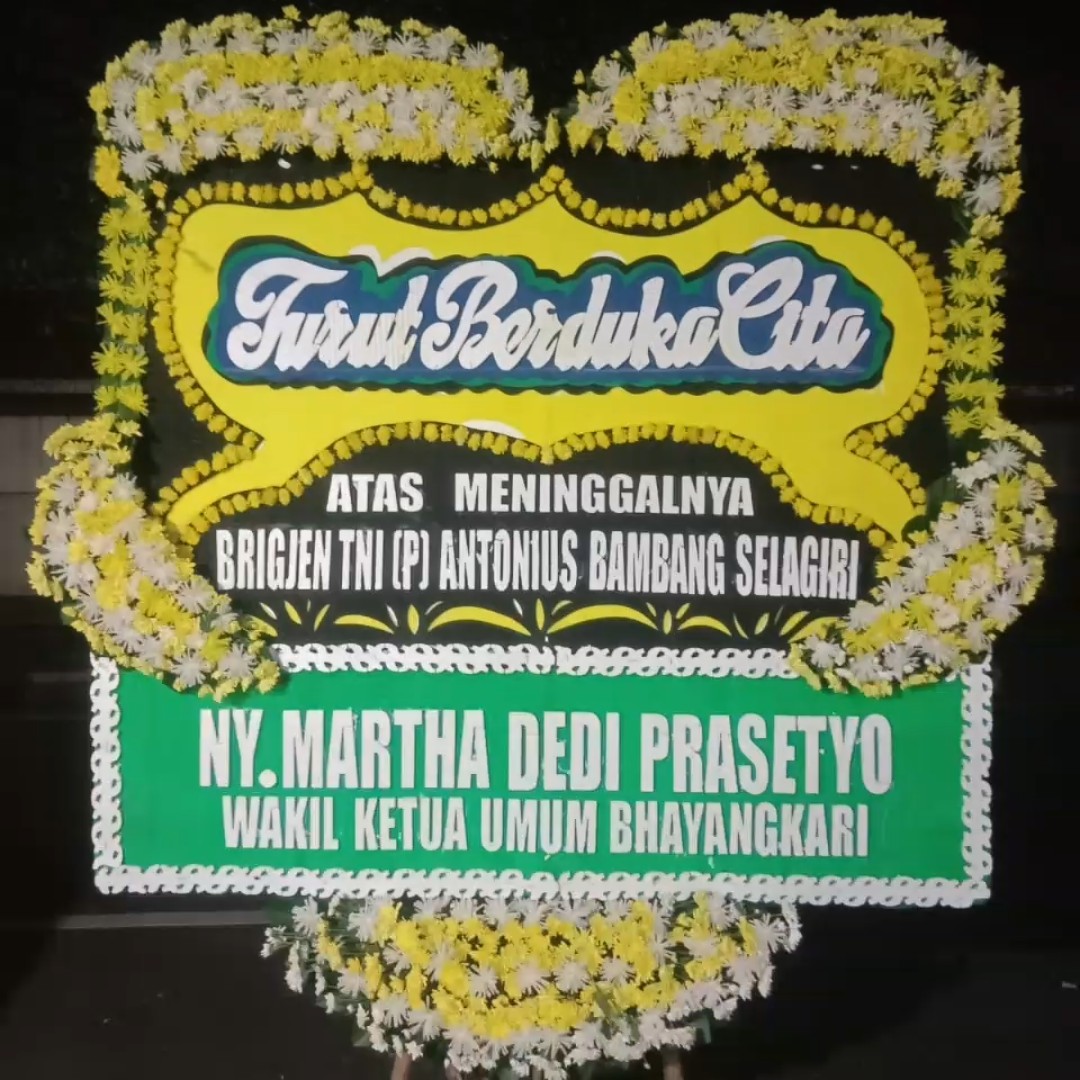 Turut Berduka Cita
ATAS MENINGGALNYA
BRIGJEN TNI (P) ANTONIUS BAMBANG SELAGIRI
NY. MARTHA DEDI PRASETYO
WAKIL KETUA UMUM BHAYANGKARI